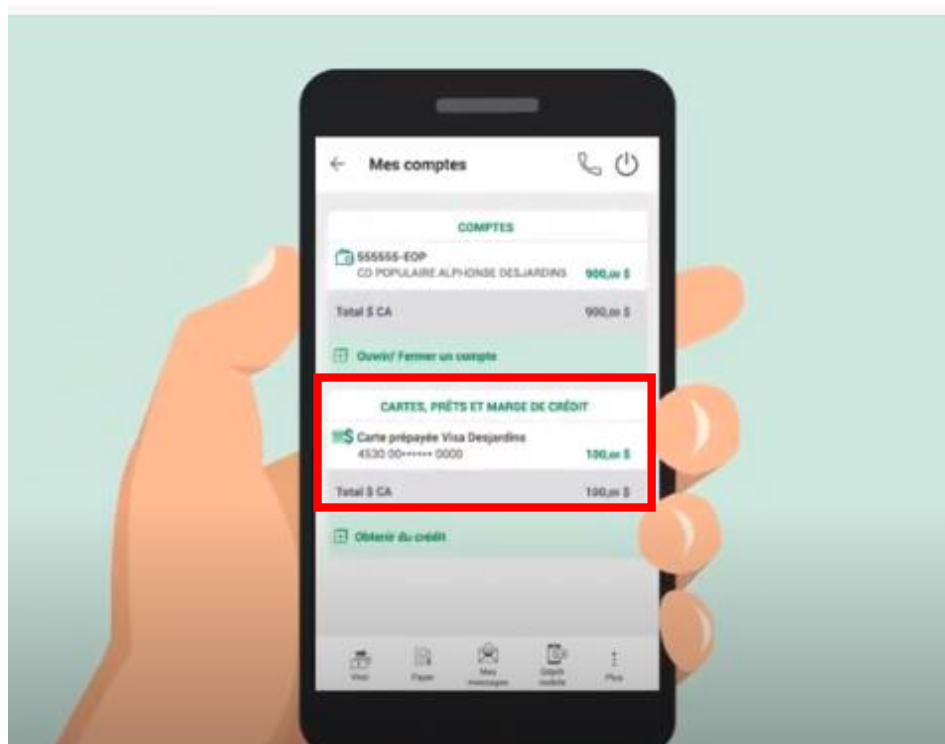 Mes comptes
COMPTES
555555-EOP
CD POPULAIRE ALPHONSE DESJARDINS 900,00 $
Total $ CA 900,00 $
Ouvrir/ Fermer un compte
CARTES, PRÊTS ET MARGE DE CRÉDIT
Carte prépayée Visa Desjardins
4530 00•••••• 0000 100,00 $
Total $ CA 100,00 $
Obtenir du crédit
Virer Payer Mes messages Dépôt mobile Plus